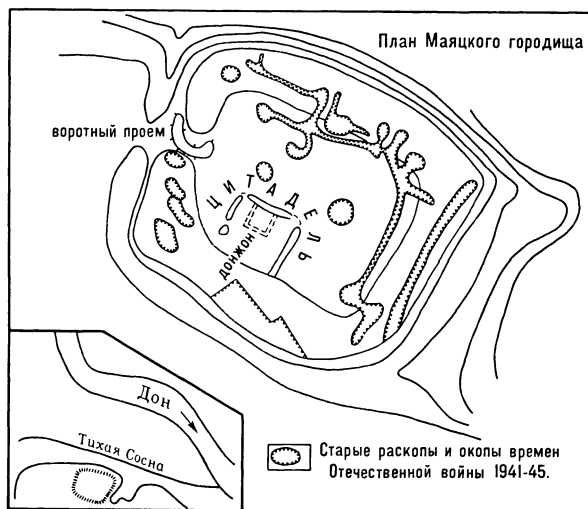 План Маяцкого городища
воротный проем
ЦИТАДЕЛЬ
ДОНЖОН
Дон
Тихая Сосна
Старые раскопы и окопы времен
Отечественной войны 1941-45.